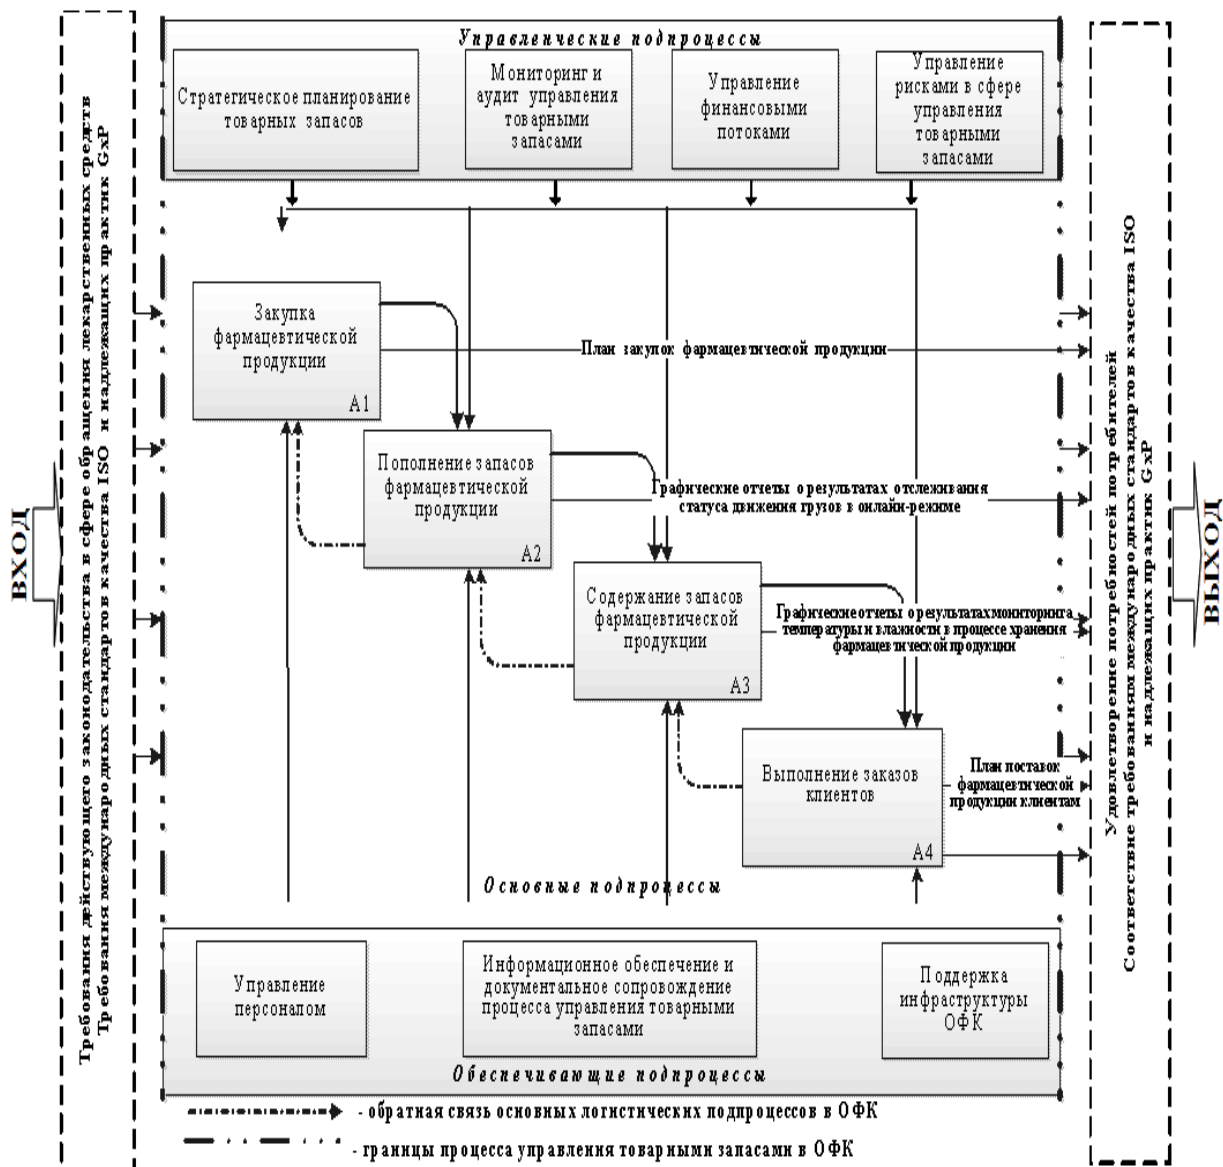 Управленческие подпроцессы
Стратегическое планирование
товарных запасов
Мониторинг и
аудит управления
товарными
запасами
Управление
финансовыми
потоками
Управление
рисками в сфере
управления
товарными
запасами
ВХОД
Требования действующего законодательства в сфере обращения лекарственных средств
Требования международных стандартов качества ISO и надлежащих практик GxP
Закупка
фармацевтической
продукции
A1
План закупок фармацевтической продукции
Пополнение запасов
фармацевтической
продукции
A2
Графические отчеты о результатах отслеживания
статуса движения грузов в онлайн-режиме
Содержание запасов
фармацевтической
продукции
A3
Графические отчеты о результатах мониторинга
температуры и влажности в процессе хранения
фармацевтической продукции
Выполнение заказов
клиентов
A4
План поставок
фармацевтической
продукции клиентам
Основные подпроцессы
Удовлетворение потребностей потребителей
Соответствие требованиям международных стандартов качества ISO
и надлежащих практик GxP
ВЫХОД
Управление
персоналом
Информационное обеспечение и
документальное сопровождение
процесса управления товарными
запасами
Поддержка
инфраструктуры
ОФК
Обеспечивающие подпроцессы
- обратная связь основных логистических подпроцессов в ОФК
- границы процесса управления товарными запасами в ОФК